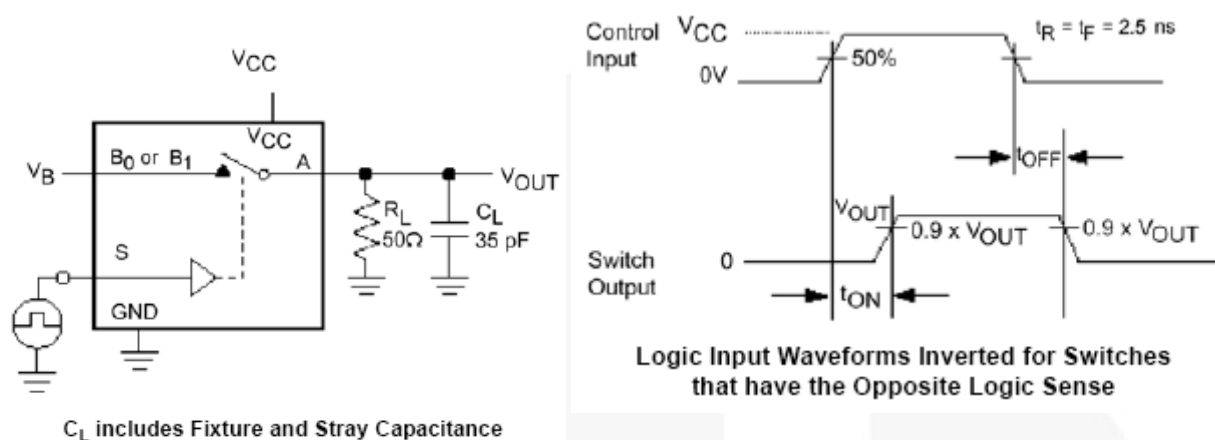 VCC
VCC
VB
B0 or B1
A
VOUT
RL
50Ω
CL
35 pF
S
GND
CL includes Fixture and Stray Capacitance
Control
Input
VCC
0V
50%
tR = tF = 2.5 ns
tOFF
VOUT
0.9 x VOUT
0.9 x VOUT
Switch
Output
0
tON
Logic Input Waveforms Inverted for Switches
that have the Opposite Logic Sense